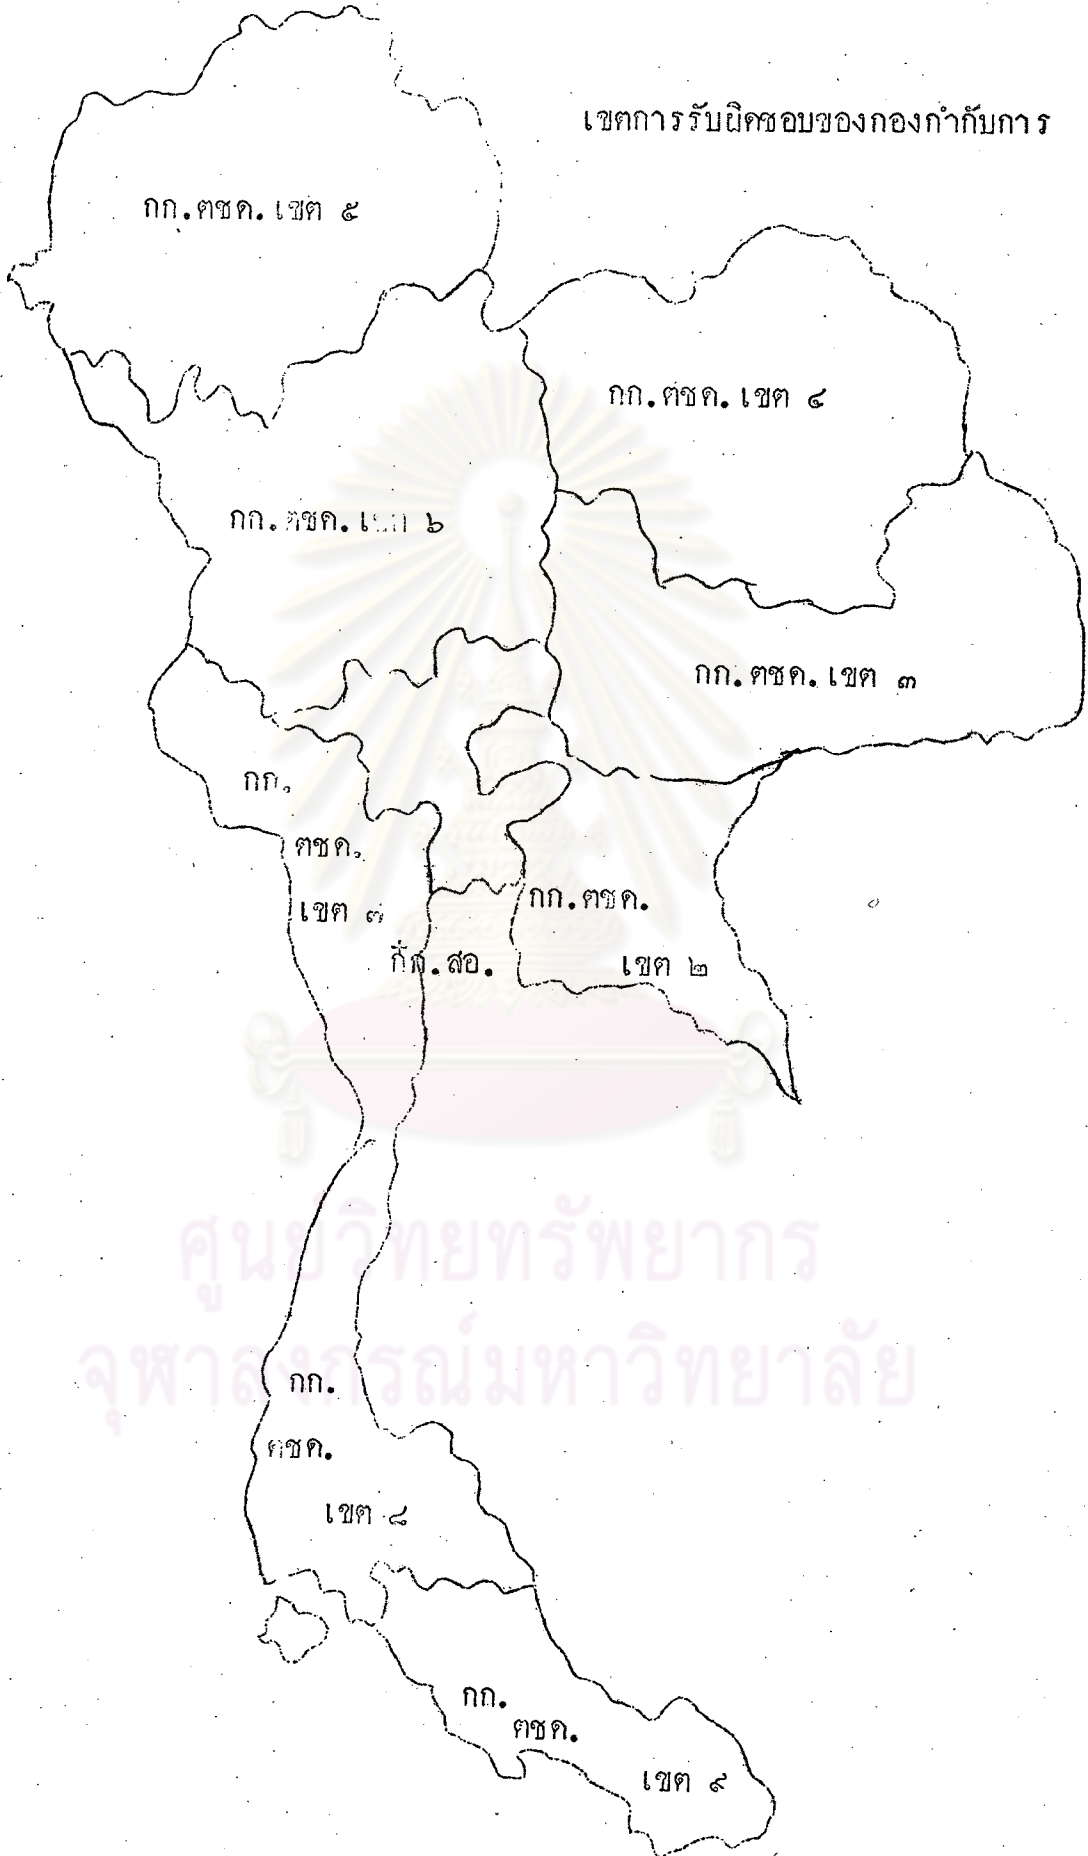 เขตการรับผิดชอบของกองกำกับการ
กก.ตชด. เขต ๕
กก.ตชด. เขต ๔
กก.ตชด. เขต ๖
กก.ตชด. เขต ๓
กก.
ตชด.
เขต ๗
กก.ตชด.
เขต ๒
กก.สอ.
ศูนย์วิทยทรัพยากร
จุฬาลงกรณ์มหาวิทยาลัย
กก.
ตชด.
เขต ๘
กก.
ตชด.
เขต ๙